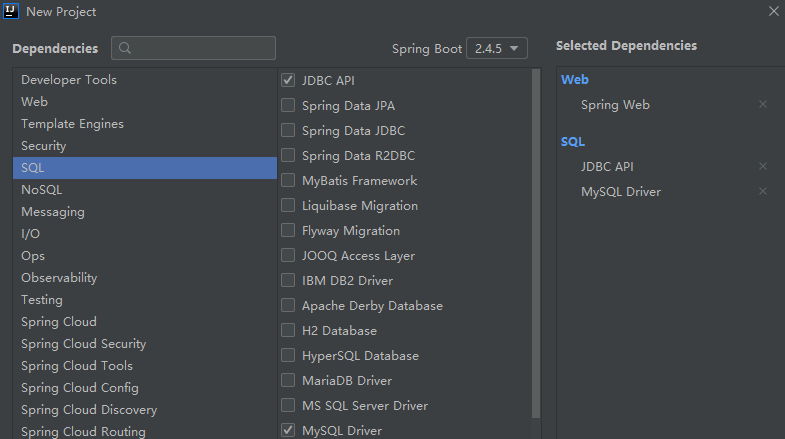 IJ New Project
Dependencies
Spring Boot 2.4.5
Selected Dependencies
Developer Tools
Web
Template Engines
Security
SQL
NoSQL
Messaging
I/O
Ops
Observability
Testing
Spring Cloud
Spring Cloud Security
Spring Cloud Tools
Spring Cloud Config
Spring Cloud Discovery
Spring Cloud Routing
JDBC API
Spring Data JPA
Spring Data JDBC
Spring Data R2DBC
MyBatis Framework
Liquibase Migration
Flyway Migration
JOOQ Access Layer
IBM DB2 Driver
Apache Derby Database
H2 Database
HyperSQL Database
MariaDB Driver
MS SQL Server Driver
MySQL Driver
Web
Spring Web
SQL
JDBC API
MySQL Driver